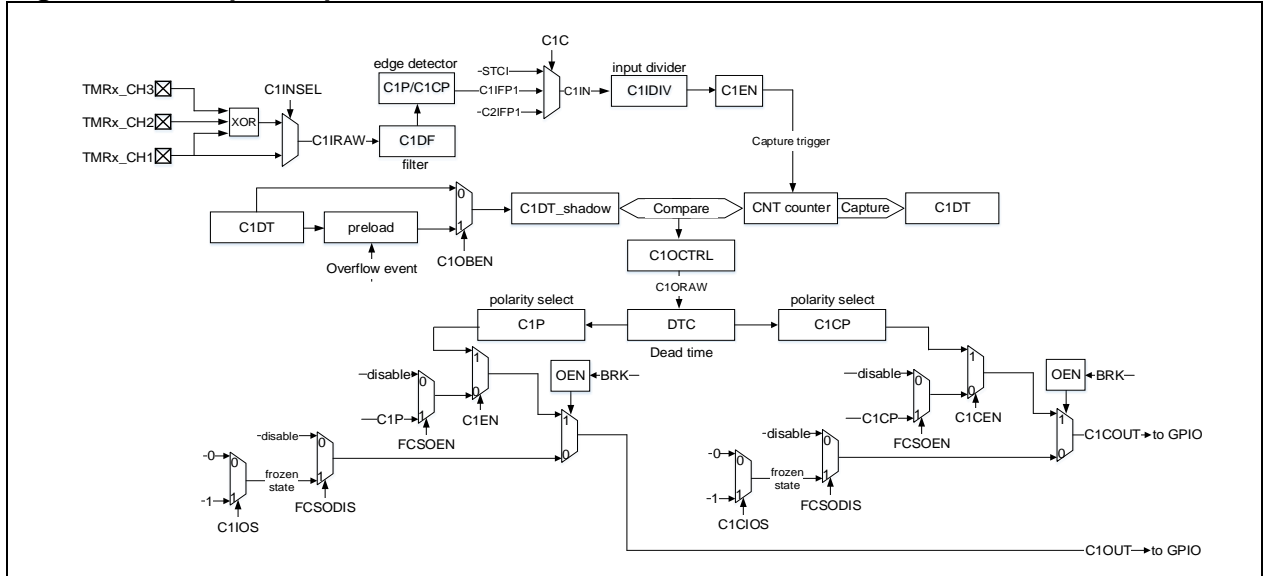 C1C
edge detector
-STCI
input divider
TMRx_CH3
C1INSEL
C1P/C1CP
C1IFP1
C1IN
C1IDIV
C1EN
-C2IFP1
TMRx_CH2
XOR
C1IRAW
C1DF
Capture trigger
TMRx_CH1
filter
0
C1DT_shadow
Compare
CNT counter
Capture
C1DT
C1DT
preload
1
C1OBEN
C1OCTRL
Overflow event
C1ORAW
polarity select
polarity select
C1P
DTC
C1CP
Dead time
1
OEN
BRK
1
OEN
BRK
disable
0
0
disable
0
0
C1P
1
C1EN
1
C1CP
1
C1CEN
1
FCSOEN
FCSOEN
C1COUT
to GPIO
-disable
0
0
-disable
0
0
-0
0
frozen
state
1
-0
0
frozen
state
1
-1
1
FCSODIS
-1
1
FCSODIS
C1IOS
C1CIOS
C1OUT
to GPIO